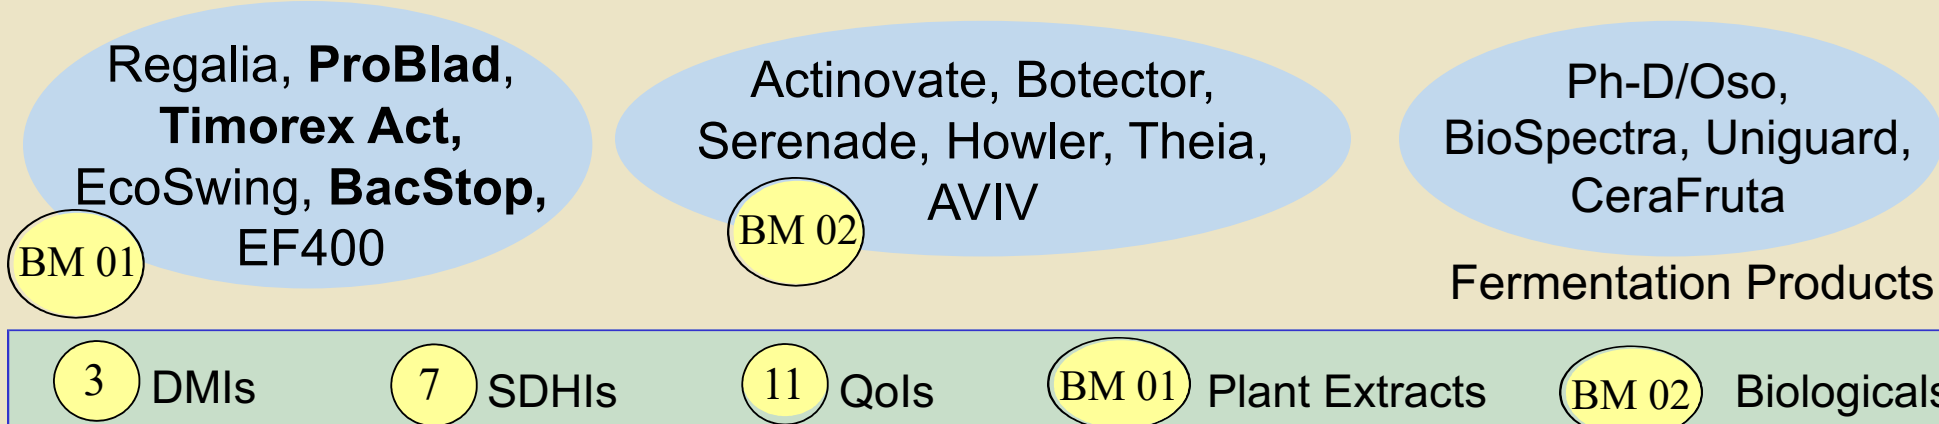 Regalia, ProBlad,
Timorex Act,
EcoSwing, BacStop,
EF400
BM 01
Actinovate, Botector,
Serenade, Howler, Theia,
AVIV
BM 02
Ph-D/Oso,
BioSpectra, Uniguard,
CeraFruta
Fermentation Products
3 DMIs
7 SDHIs
11 QoIs
BM 01 Plant Extracts
BM 02 Biologicals